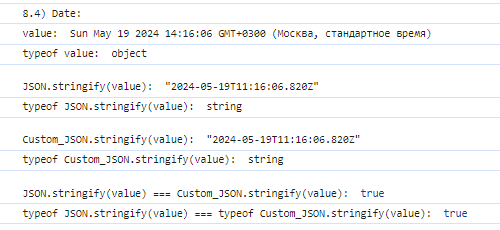 8.4) Date:
value:  Sun May 19 2024 14:16:06 GMT+0300 (Москва, стандартное время)
typeof value:  object
JSON.stringify(value):  "2024-05-19T11:16:06.820Z"
typeof JSON.stringify(value):  string
Custom_JSON.stringify(value):  "2024-05-19T11:16:06.820Z"
typeof Custom_JSON.stringify(value):  string
JSON.stringify(value) === Custom_JSON.stringify(value):  true
typeof JSON.stringify(value) === typeof Custom_JSON.stringify(value):  true